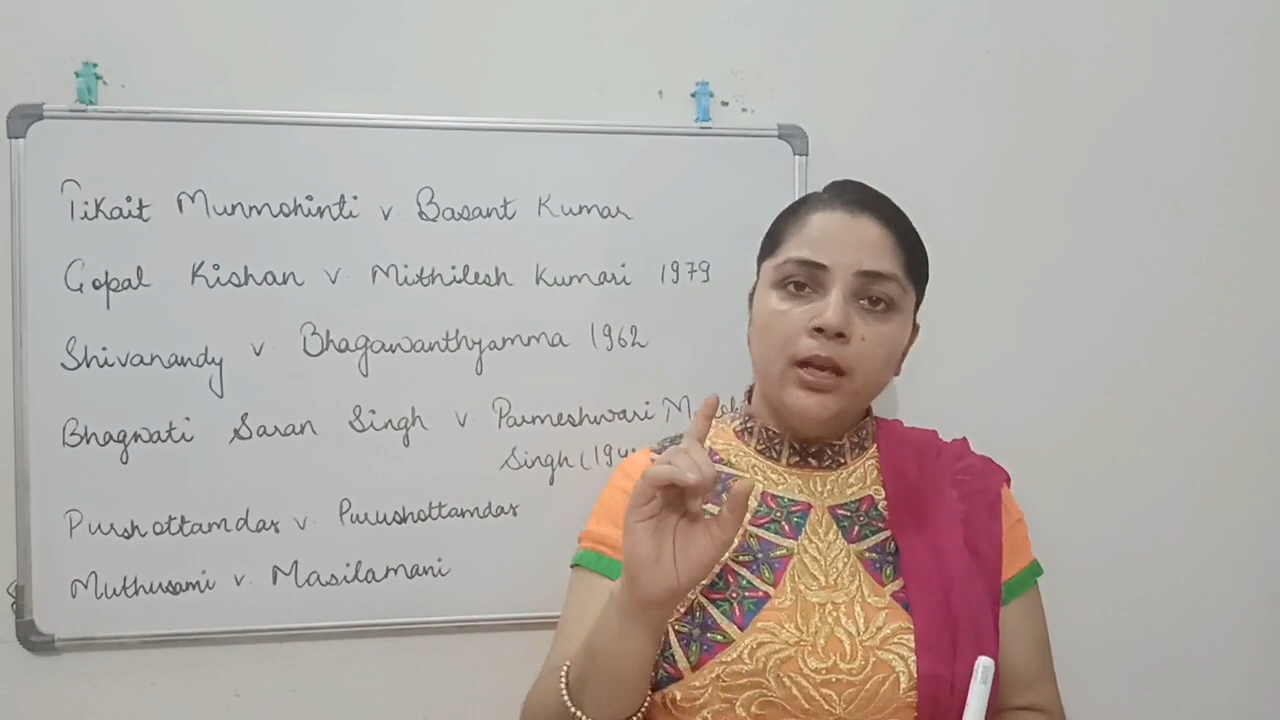 Tikait Munmohinti v. Basant Kumar
Gopal Kishan v. Mithilesh Kumari 1979
Shivanandy v. Bhagawanthyamma 1962
Bhagwati Saran Singh v. Parmeshwari
Singh (194
Purshottamdas v. Purushottamdas
Muthusami v. Masilamani